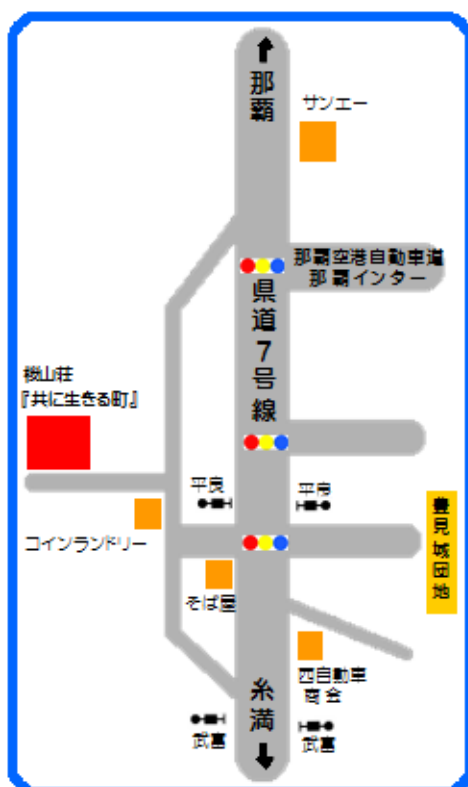 那覇
サンエー
那覇空港自動車道
那覇インター
県道7号線
『共に生きる町』
平良
平良
コインランドリー
豊見城団地
そば屋
西自動車
商会
糸満
武富
武富